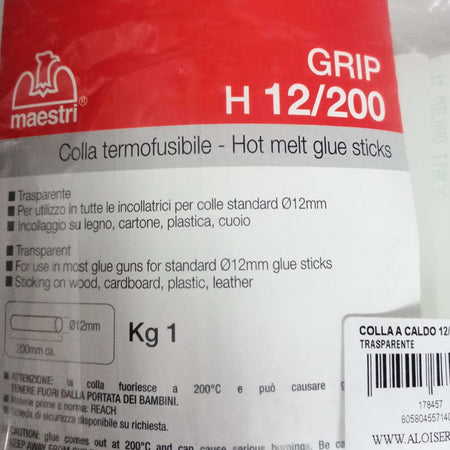 maestri®
GRIP
H 12/200
Colla termofusibile - Hot melt glue sticks
Trasparente
Per utilizzo in tutte le incollatrici per colle standard Ø12mm
Incollaggio su legno, cartone, plastica, cuoio
Transparent
For use in most glue guns for standard Ø12mm glue sticks
Sticking on wood, cardboard, plastic, leather
Ø12mm
200mm ca.
Kg 1
ATTENZIONE: la colla fuoriesce a 200°C e può causare
TENERE FUORI DALLA PORTATA DEI BAMBINI.
Materie prime a norma: REACH
Scheda di sicurezza disponibile su richiesta.
CAUTION: glue comes out at 200°C and can cause serious burnings. Be
COLLA A CALDO 12/
TRASPARENTE
178457
805804557140
WWW.ALOISER
MILANO ITALY